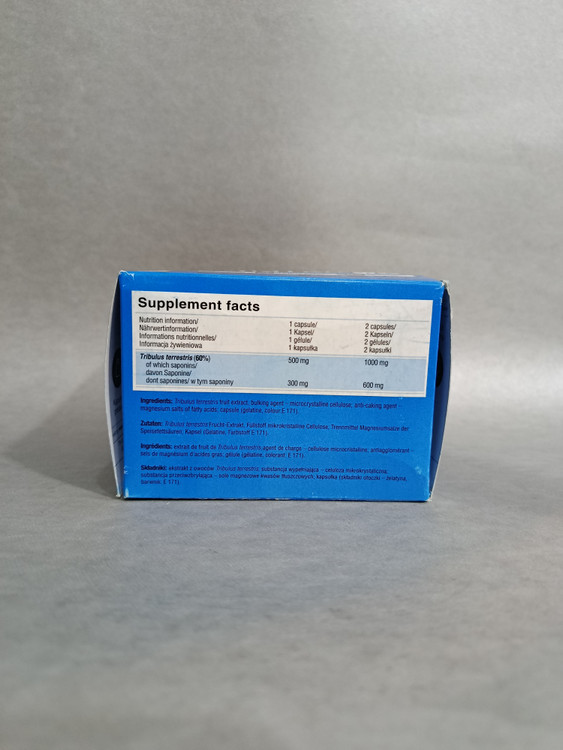 Supplement facts
Nutrition information/ 1 capsule/ 2 capsules/
Nährwertinformation/ 1 Kapsel/ 2 Kapseln/
Informations nutritionnelles/ 1 gélule/ 2 gélules/
Informacja żywieniowa 1 kapsułka 2 kapsułki
Tribulus terrestris (60%) 500 mg 1000 mg
of which saponins/
davon Saponine/
dont saponines/ w tym saponiny 300 mg 600 mg
Ingredients: Tribulus terrestris fruit extract, bulking agent – microcrystalline cellulose, anti-caking agent –
magnesium salts of fatty acids, capsule (gelatine, colour E 171).
Zutaten: Tribulus terrestris Frucht-Extrakt, Füllstoff mikrokristalline Cellulose, Trennmittel Magnesiumsalze der
Speisefettsäuren, Kapsel (Gelatine, Farbstoff E 171).
Ingrédients: extrait de fruit de Tribulus terrestris agent de charge – cellulose microcristalline, antiagglomérant –
sels de magnésium d'acides gras, gélule (gélatine, colorant: E 171).
Składniki: ekstrakt z owoców Tribulus terrestris, substancja wypełniająca – celuloza mikrokrystaliczna,
substancja przeciwzbrylająca – sole magnezowe kwasów tłuszczowych, kapsułka (składniki otoczki – żelatyna,
barwnik: E 171).